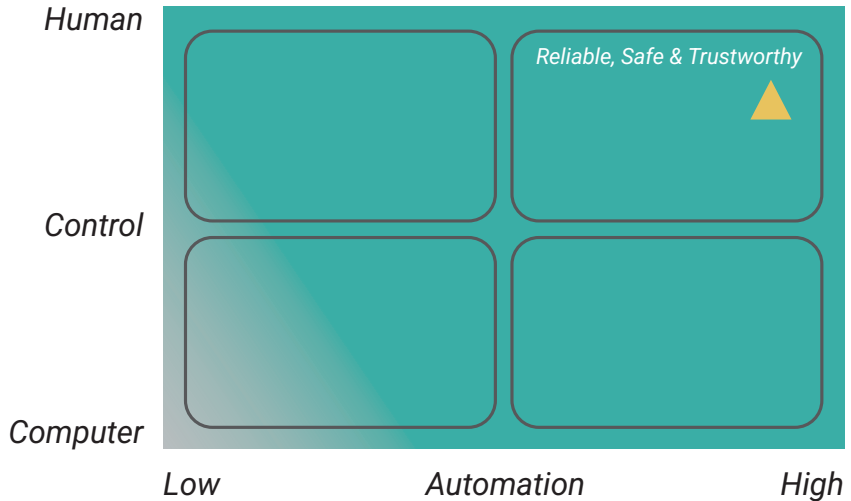 Human
Reliable, Safe & Trustworthy
Control
Computer
Low
Automation
High